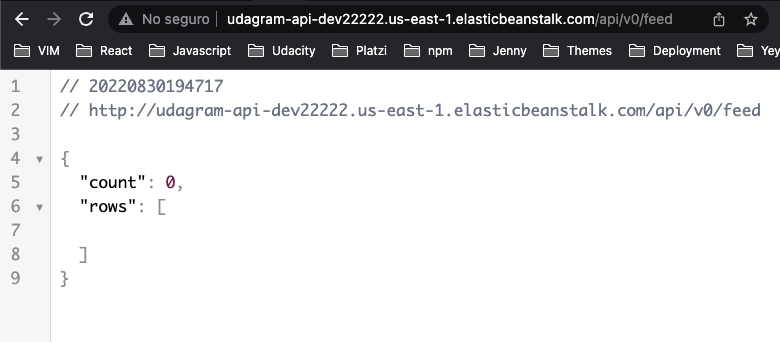 No seguro udagram-api-dev22222.us-east-1.elasticbeanstalk.com/api/v0/feed
VIM React Javascript Udacity Platzi npm Jenny Themes Deployment Yey
1 // 20220830194717
2 // http://udagram-api-dev22222.us-east-1.elasticbeanstalk.com/api/v0/feed
3
4 {
5 "count": 0,
6 "rows": [
7
8 ]
9 }